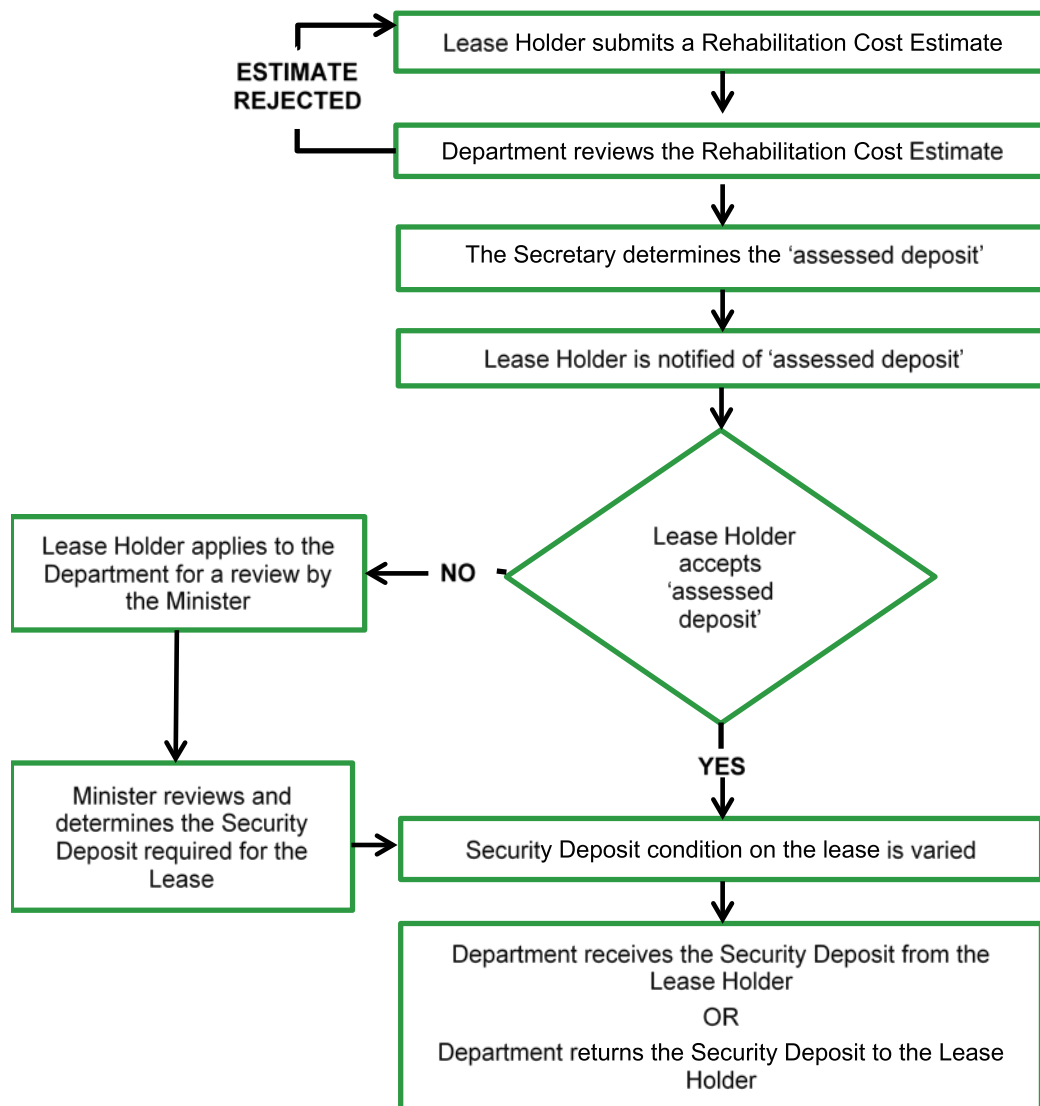 Lease Holder submits a Rehabilitation Cost Estimate
ESTIMATE
REJECTED
Department reviews the Rehabilitation Cost Estimate
The Secretary determines the ‘assessed deposit’
Lease Holder is notified of ‘assessed deposit’
Lease Holder
accepts
‘assessed
deposit’
NO
Lease Holder applies to the
Department for a review by
the Minister
YES
Minister reviews and
determines the Security
Deposit required for the
Lease
Security Deposit condition on the lease is varied
Department receives the Security Deposit from the
Lease Holder
OR
Department returns the Security Deposit to the Lease
Holder